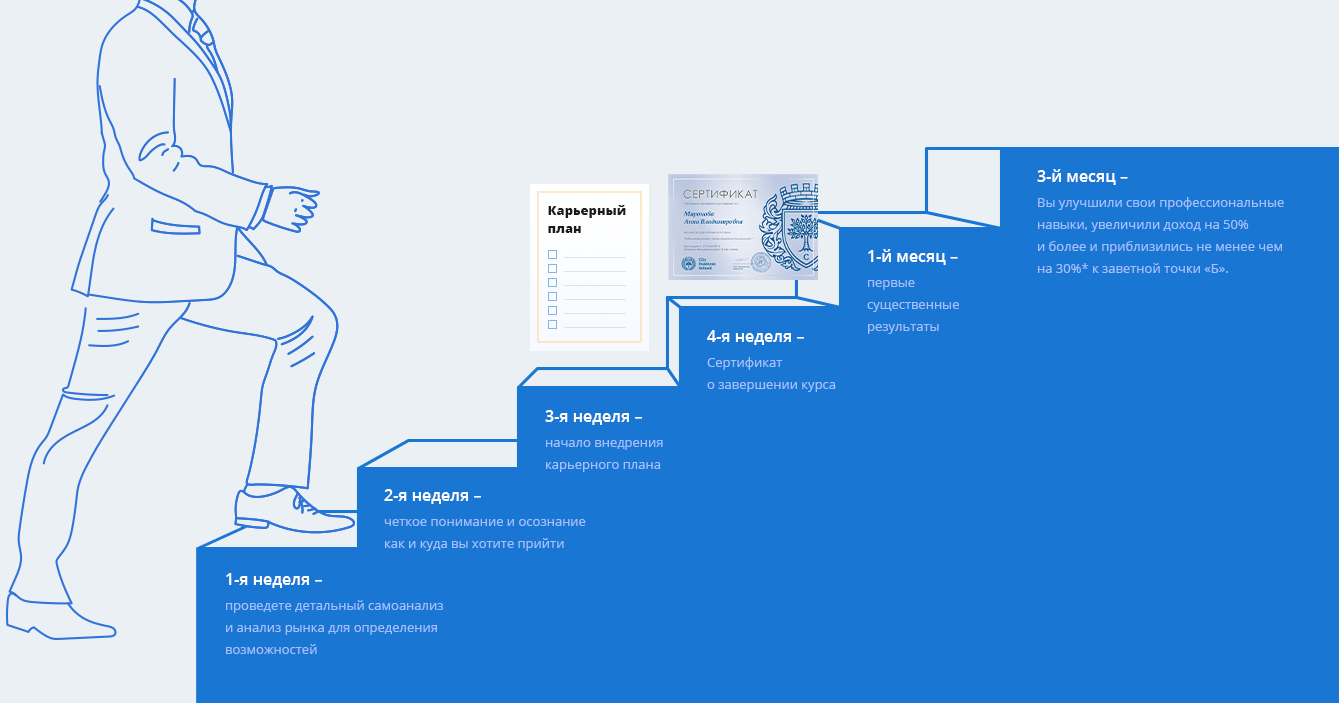 Карьерный
план
СЕРТИФИКАТ
Миронова
Анна Владимировна
City
Business
School
C
3-й месяц –
Вы улучшили свои профессиональные
навыки, увеличили доход на 50%
и более и приблизились не менее чем
на 30%* к заветной точки «Б».
1-й месяц –
первые
существенные
результаты
4-я неделя –
Сертификат
о завершении курса
3-я неделя –
начало внедрения
карьерного плана
2-я неделя –
четкое понимание и осознание
как и куда вы хотите прийти
1-я неделя –
проведете детальный самоанализ
и анализ рынка для определения
возможностей